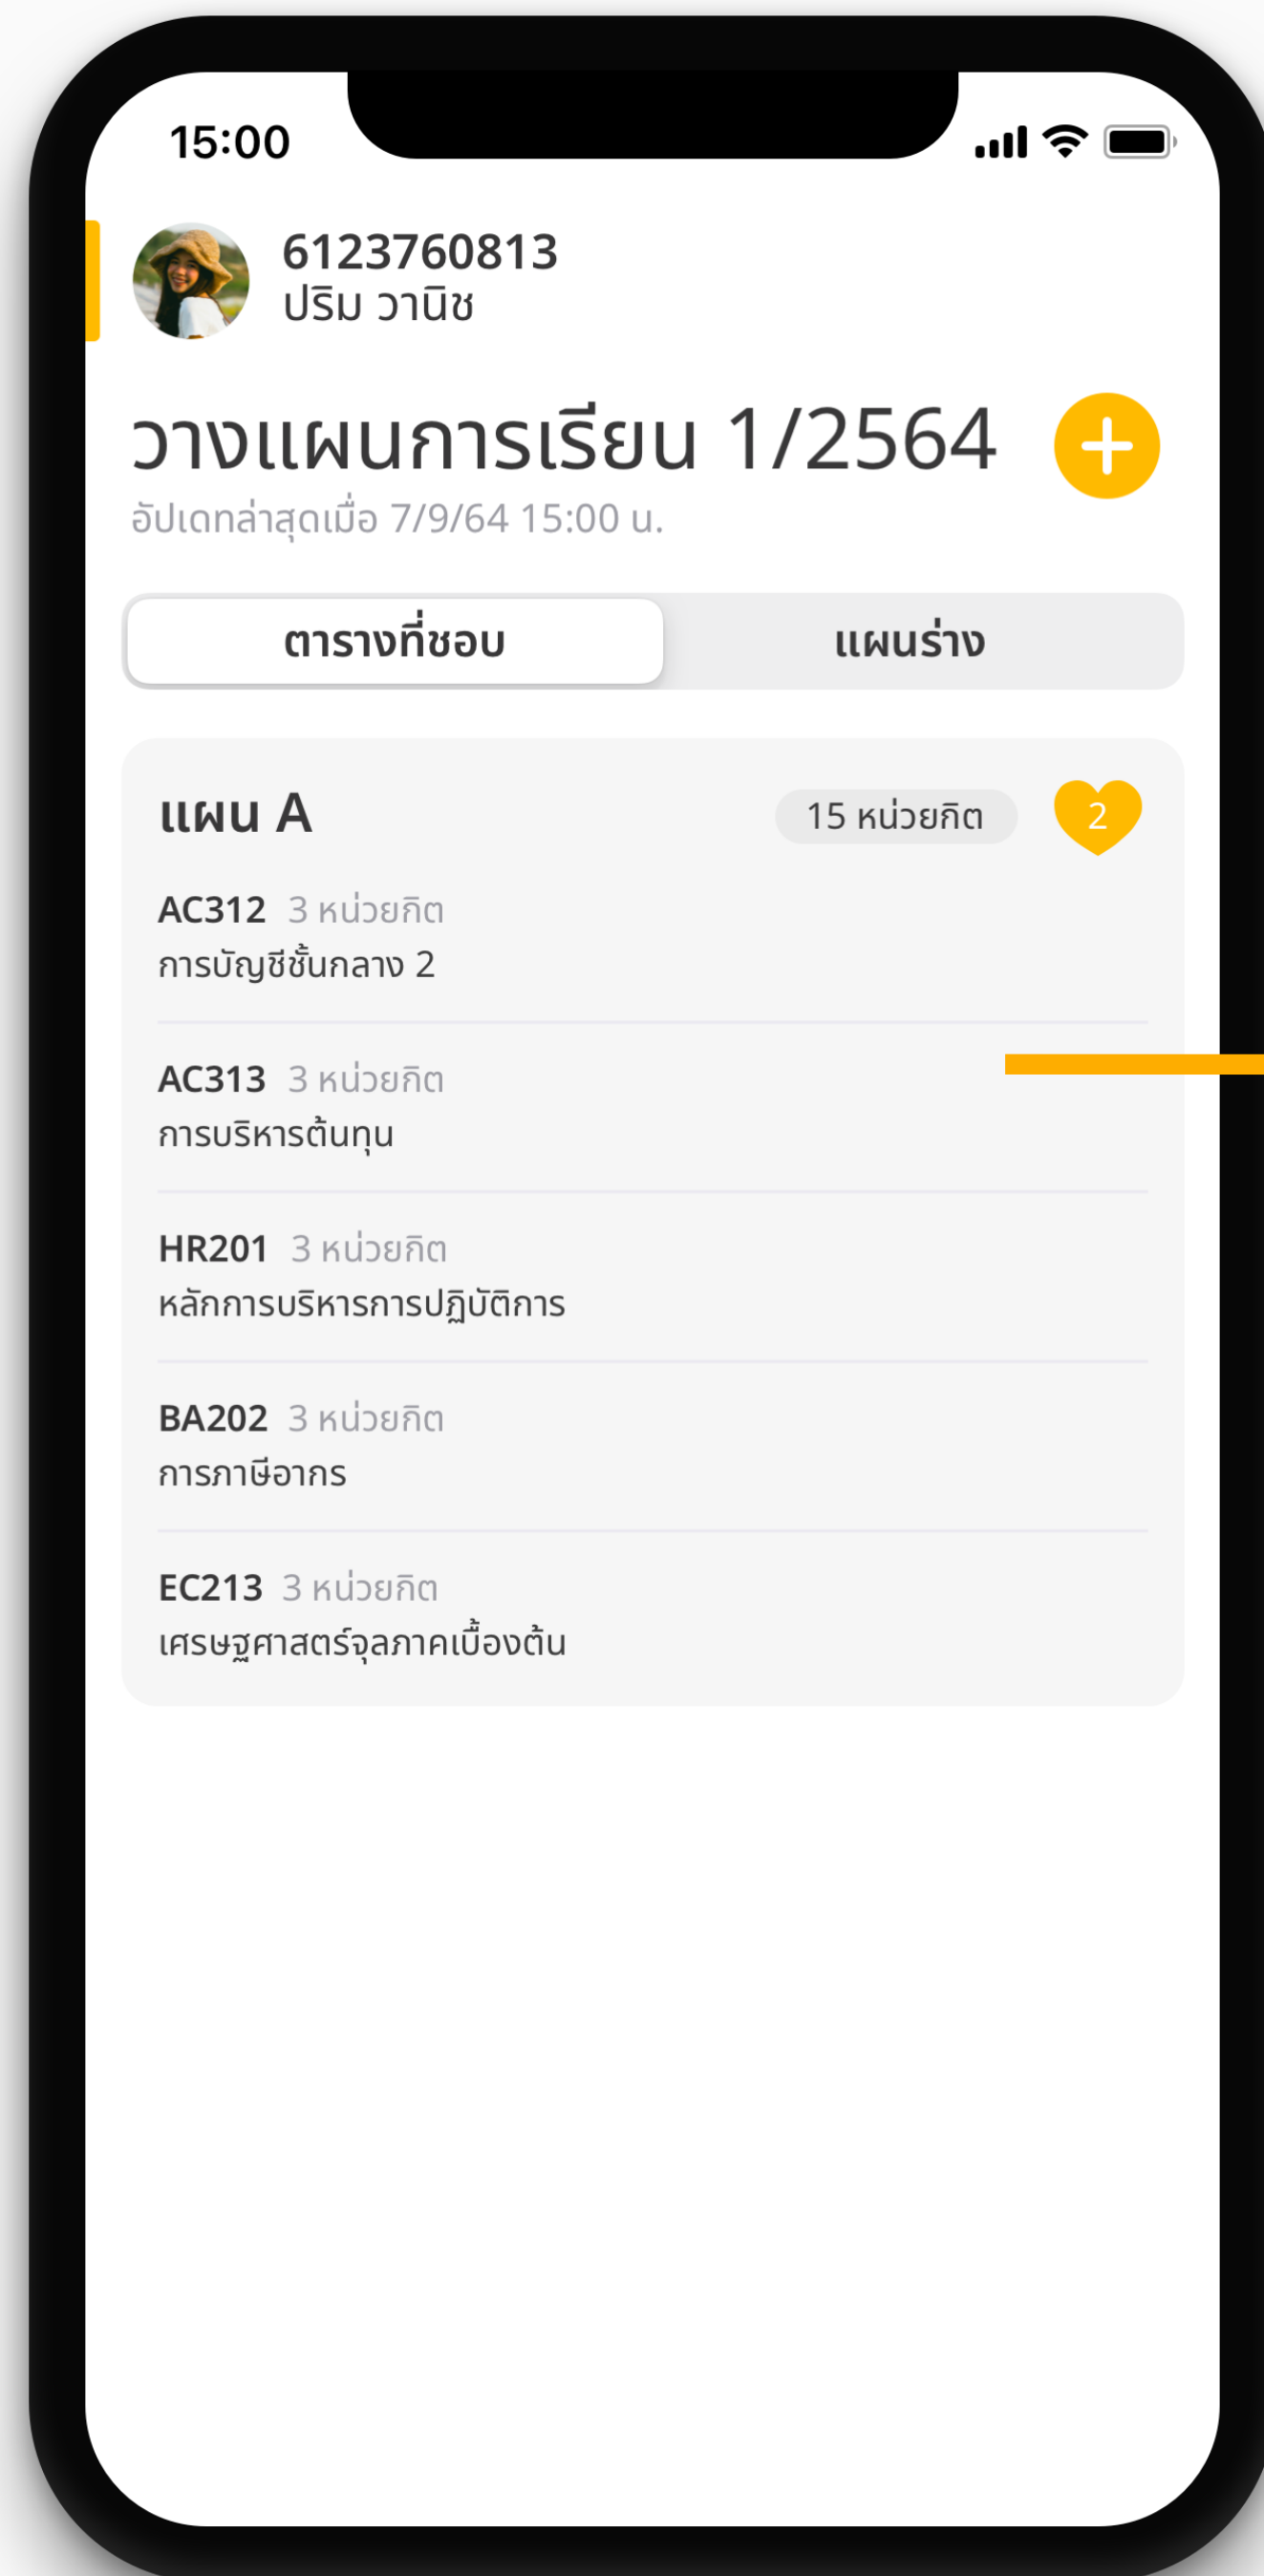 15:00
6123760813
ปริม วานิช
วางแผนการเรียน 1/2564
อัปเดทล่าสุดเมื่อ 7/9/64 15:00 น.
ตารางที่ชอบ
แผนร่าง
แผน A
15 หน่วยกิต
2
AC312 3 หน่วยกิต
การบัญชีชั้นกลาง 2
AC313 3 หน่วยกิต
การบริหารต้นทุน
HR201 3 หน่วยกิต
หลักการบริหารการปฏิบัติการ
BA202 3 หน่วยกิต
การภาษีอากร
EC213 3 หน่วยกิต
เศรษฐศาสตร์จุลภาคเบื้องต้น